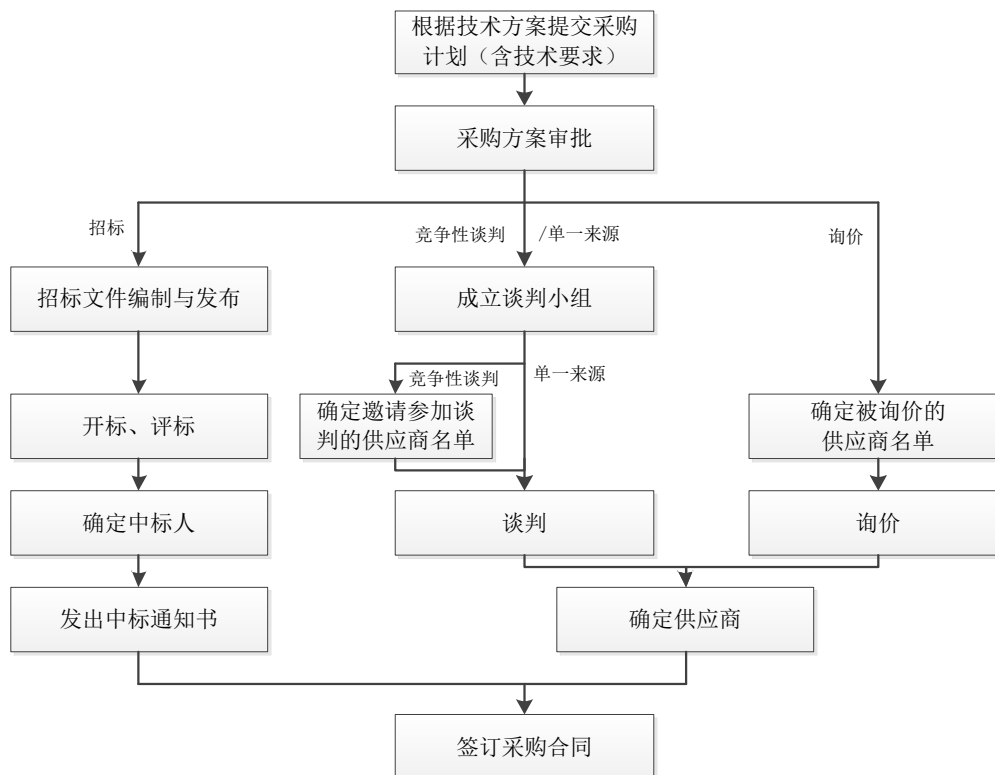 根据技术方案提交采购
计划（含技术要求）
采购方案审批
招标
竞争性谈判
/单一来源
询价
招标文件编制与发布
成立谈判小组
竞争性谈判
单一来源
开标、评标
确定邀请参加谈
判的供应商名单
确定被询价的
供应商名单
确定中标人
谈判
询价
发出中标通知书
确定供应商
签订采购合同